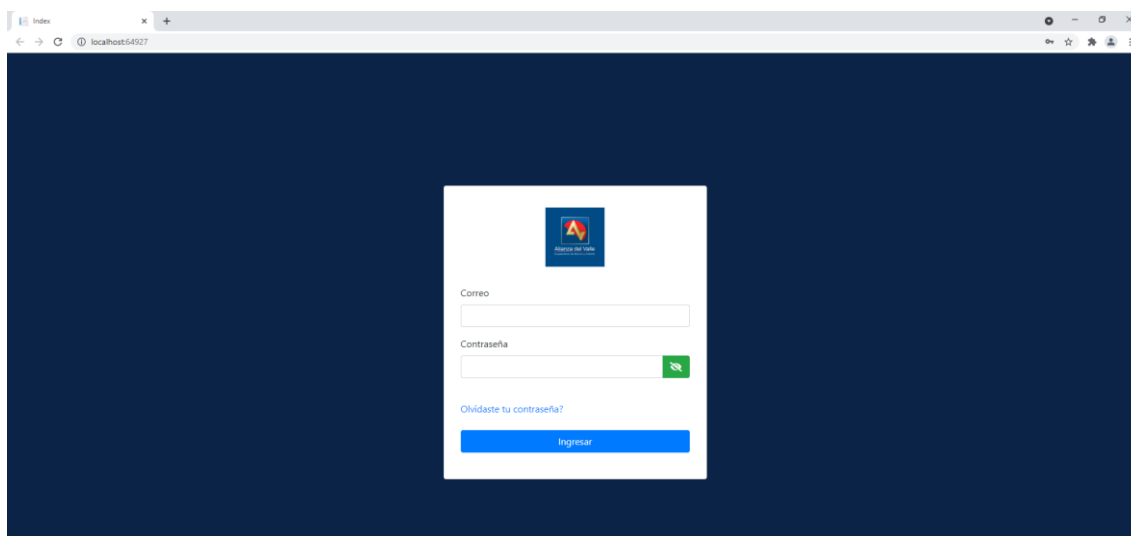 Index
localhost:64927
Alianza del Valle
Correo
Contraseña
Olvidaste tu contraseña?
Ingresar